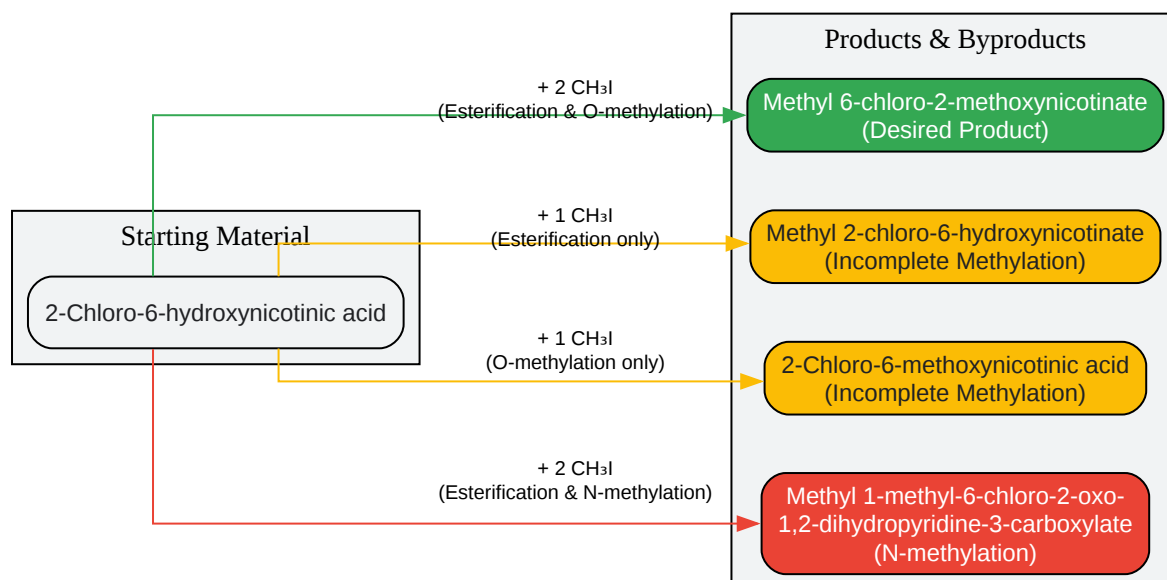 Products & Byproducts
+ 2 CH₃I
(Esterification & O-methylation)
Methyl 6-chloro-2-methoxynicotinate
(Desired Product)
Starting Material
2-Chloro-6-hydroxynicotinic acid
+ 1 CH₃I
(Esterification only)
Methyl 2-chloro-6-hydroxynicotinate
(Incomplete Methylation)
+ 1 CH₃I
(O-methylation only)
2-Chloro-6-methoxynicotinic acid
(Incomplete Methylation)
+ 2 CH₃I
(Esterification & N-methylation)
Methyl 1-methyl-6-chloro-2-oxo-
1,2-dihydropyridine-3-carboxylate
(N-methylation)